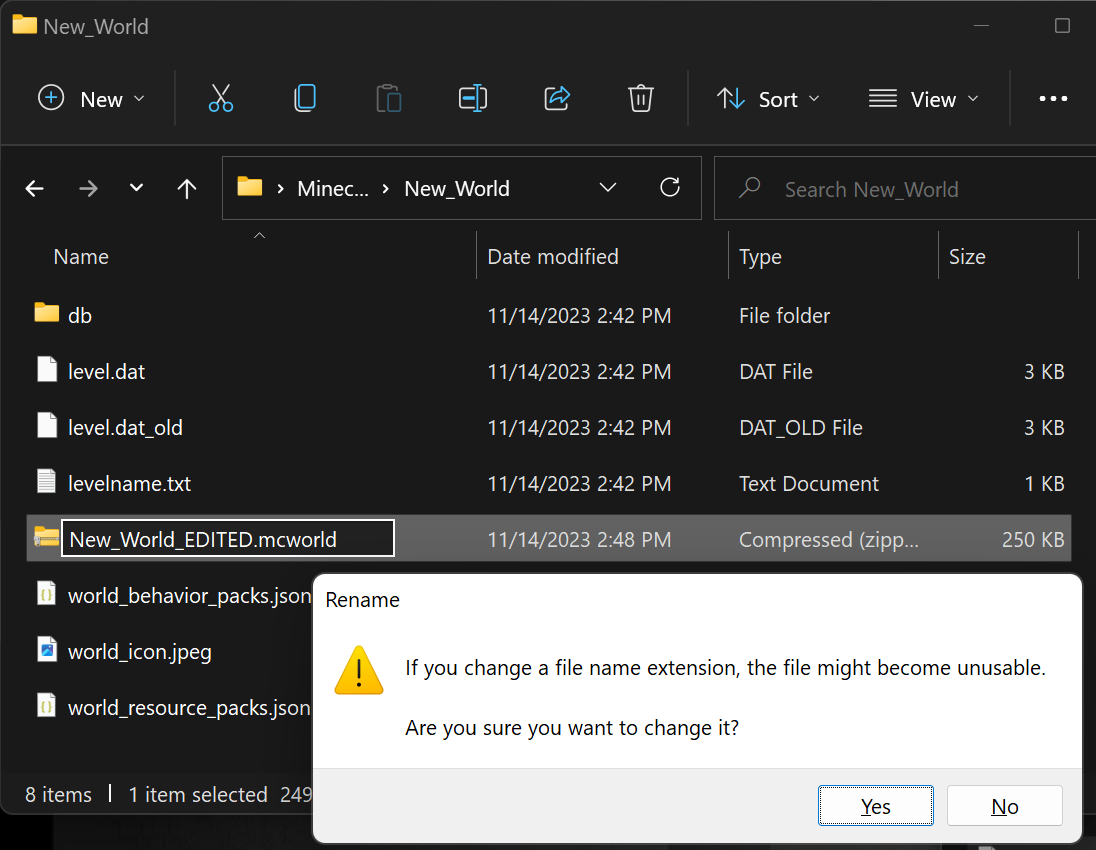 New_World
New Sort View
Minec... New_World Search New_World
Name Date modified Type Size
db 11/14/2023 2:42 PM File folder
level.dat 11/14/2023 2:42 PM DAT File 3 KB
level.dat_old 11/14/2023 2:42 PM DAT_OLD File 3 KB
levelname.txt 11/14/2023 2:42 PM Text Document 1 KB
New_World_EDITED.mcworld 11/14/2023 2:48 PM Compressed (zipp... 250 KB
world_behavior_packs.json
world_icon.jpeg
world_resource_packs.json
8 items 1 item selected 249
Rename
If you change a file name extension, the file might become unusable.
Are you sure you want to change it?
Yes No